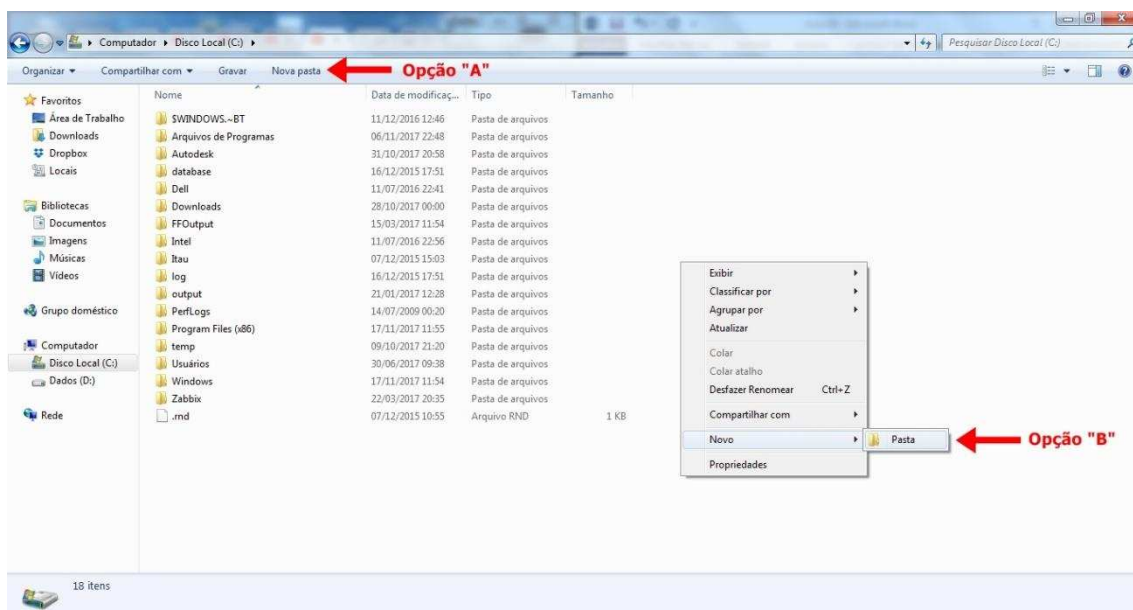 Computador ▸ Disco Local (C:) ▸ Pesquisar Disco Local (C:)
Organizar ▾ Compartilhar com ▾ Gravar Nova pasta Opção "A"
Favoritos
Área de Trabalho
Downloads
Dropbox
Locais
Bibliotecas
Documentos
Imagens
Músicas
Vídeos
Grupo doméstico
Computador
Disco Local (C:)
Dados (D:)
Rede
Nome Data de modificaç... Tipo Tamanho
$WINDOWS.~BT 11/12/2016 12:46 Pasta de arquivos
Arquivos de Programas 06/11/2017 22:48 Pasta de arquivos
Autodesk 31/10/2017 20:58 Pasta de arquivos
database 16/12/2015 17:51 Pasta de arquivos
Dell 11/07/2016 22:41 Pasta de arquivos
Downloads 28/10/2017 00:00 Pasta de arquivos
FFOutput 15/03/2017 11:54 Pasta de arquivos
Intel 11/07/2016 22:56 Pasta de arquivos
Itau 07/12/2015 15:03 Pasta de arquivos
log 16/12/2015 17:51 Pasta de arquivos
output 21/01/2017 12:28 Pasta de arquivos
PerfLogs 14/07/2009 00:20 Pasta de arquivos
Program Files (x86) 17/11/2017 11:55 Pasta de arquivos
temp 09/10/2017 21:20 Pasta de arquivos
Usuários 30/06/2017 09:38 Pasta de arquivos
Windows 17/11/2017 11:54 Pasta de arquivos
Zabbix 22/03/2017 20:35 Pasta de arquivos
.rnd 07/12/2015 10:55 Arquivo RND 1 KB
Exibir
Classificar por
Agrupar por
Atualizar
Colar
Colar atalho
Desfazer Renomear Ctrl+Z
Compartilhar com
Novo Pasta Opção "B"
Propriedades
18 itens